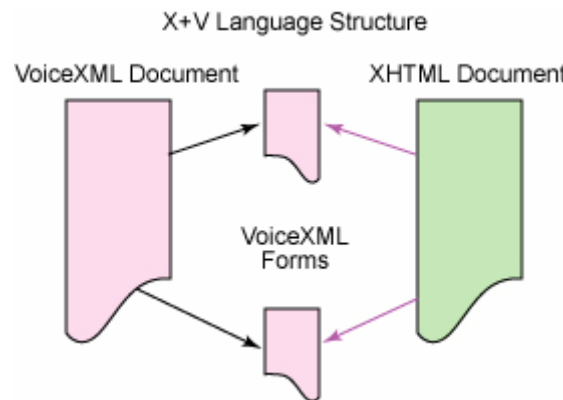 X+V Language Structure
VoiceXML Document
XHTML Document
VoiceXML
Forms